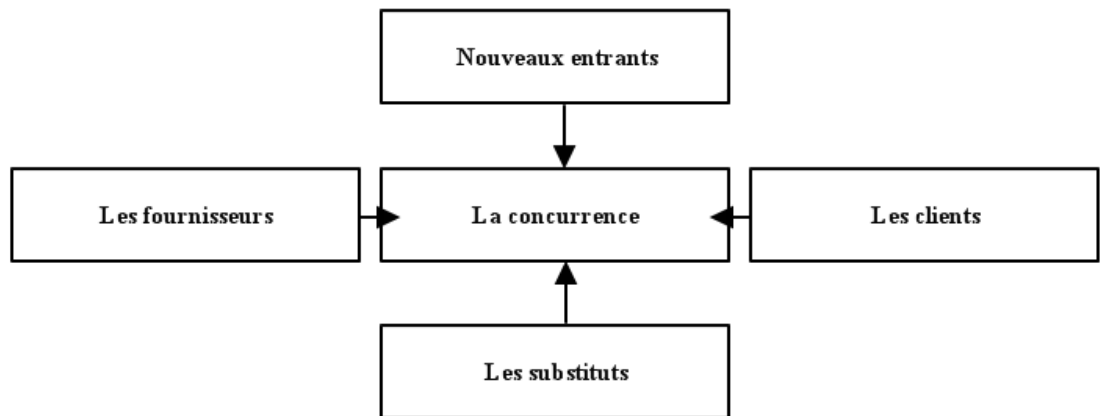 Nouveaux entrants
Les fournisseurs
La concurrence
Les clients
Les substituts